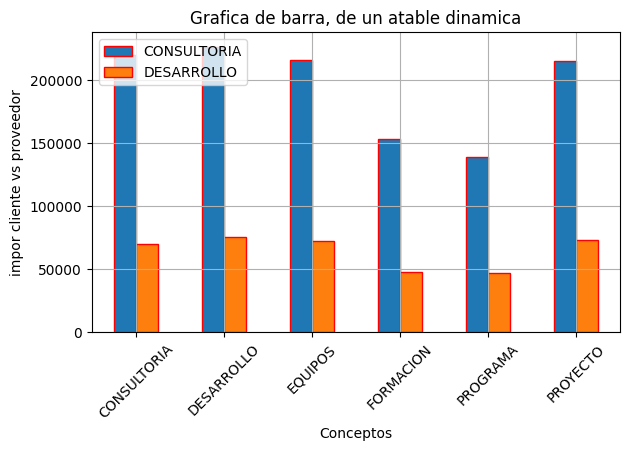 Grafica de barra, de un atable dinamica
CONSULTORIA
DESARROLLO
impor cliente vs proveedor
200000
150000
100000
50000
0
CONSULTORIA
DESARROLLO
EQUIPOS
FORMACION
PROGRAMA
PROYECTO
Conceptos